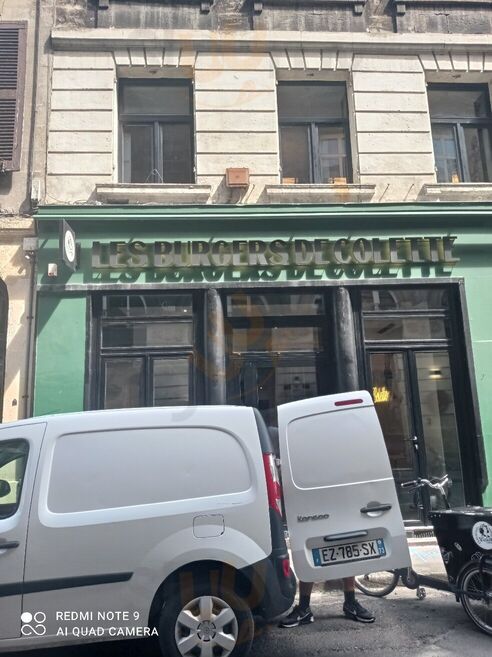 LES BURGERS DE COLETTE
Kangoo
EZ-785-SX
REDMI NOTE 9
AI QUAD CAMERA